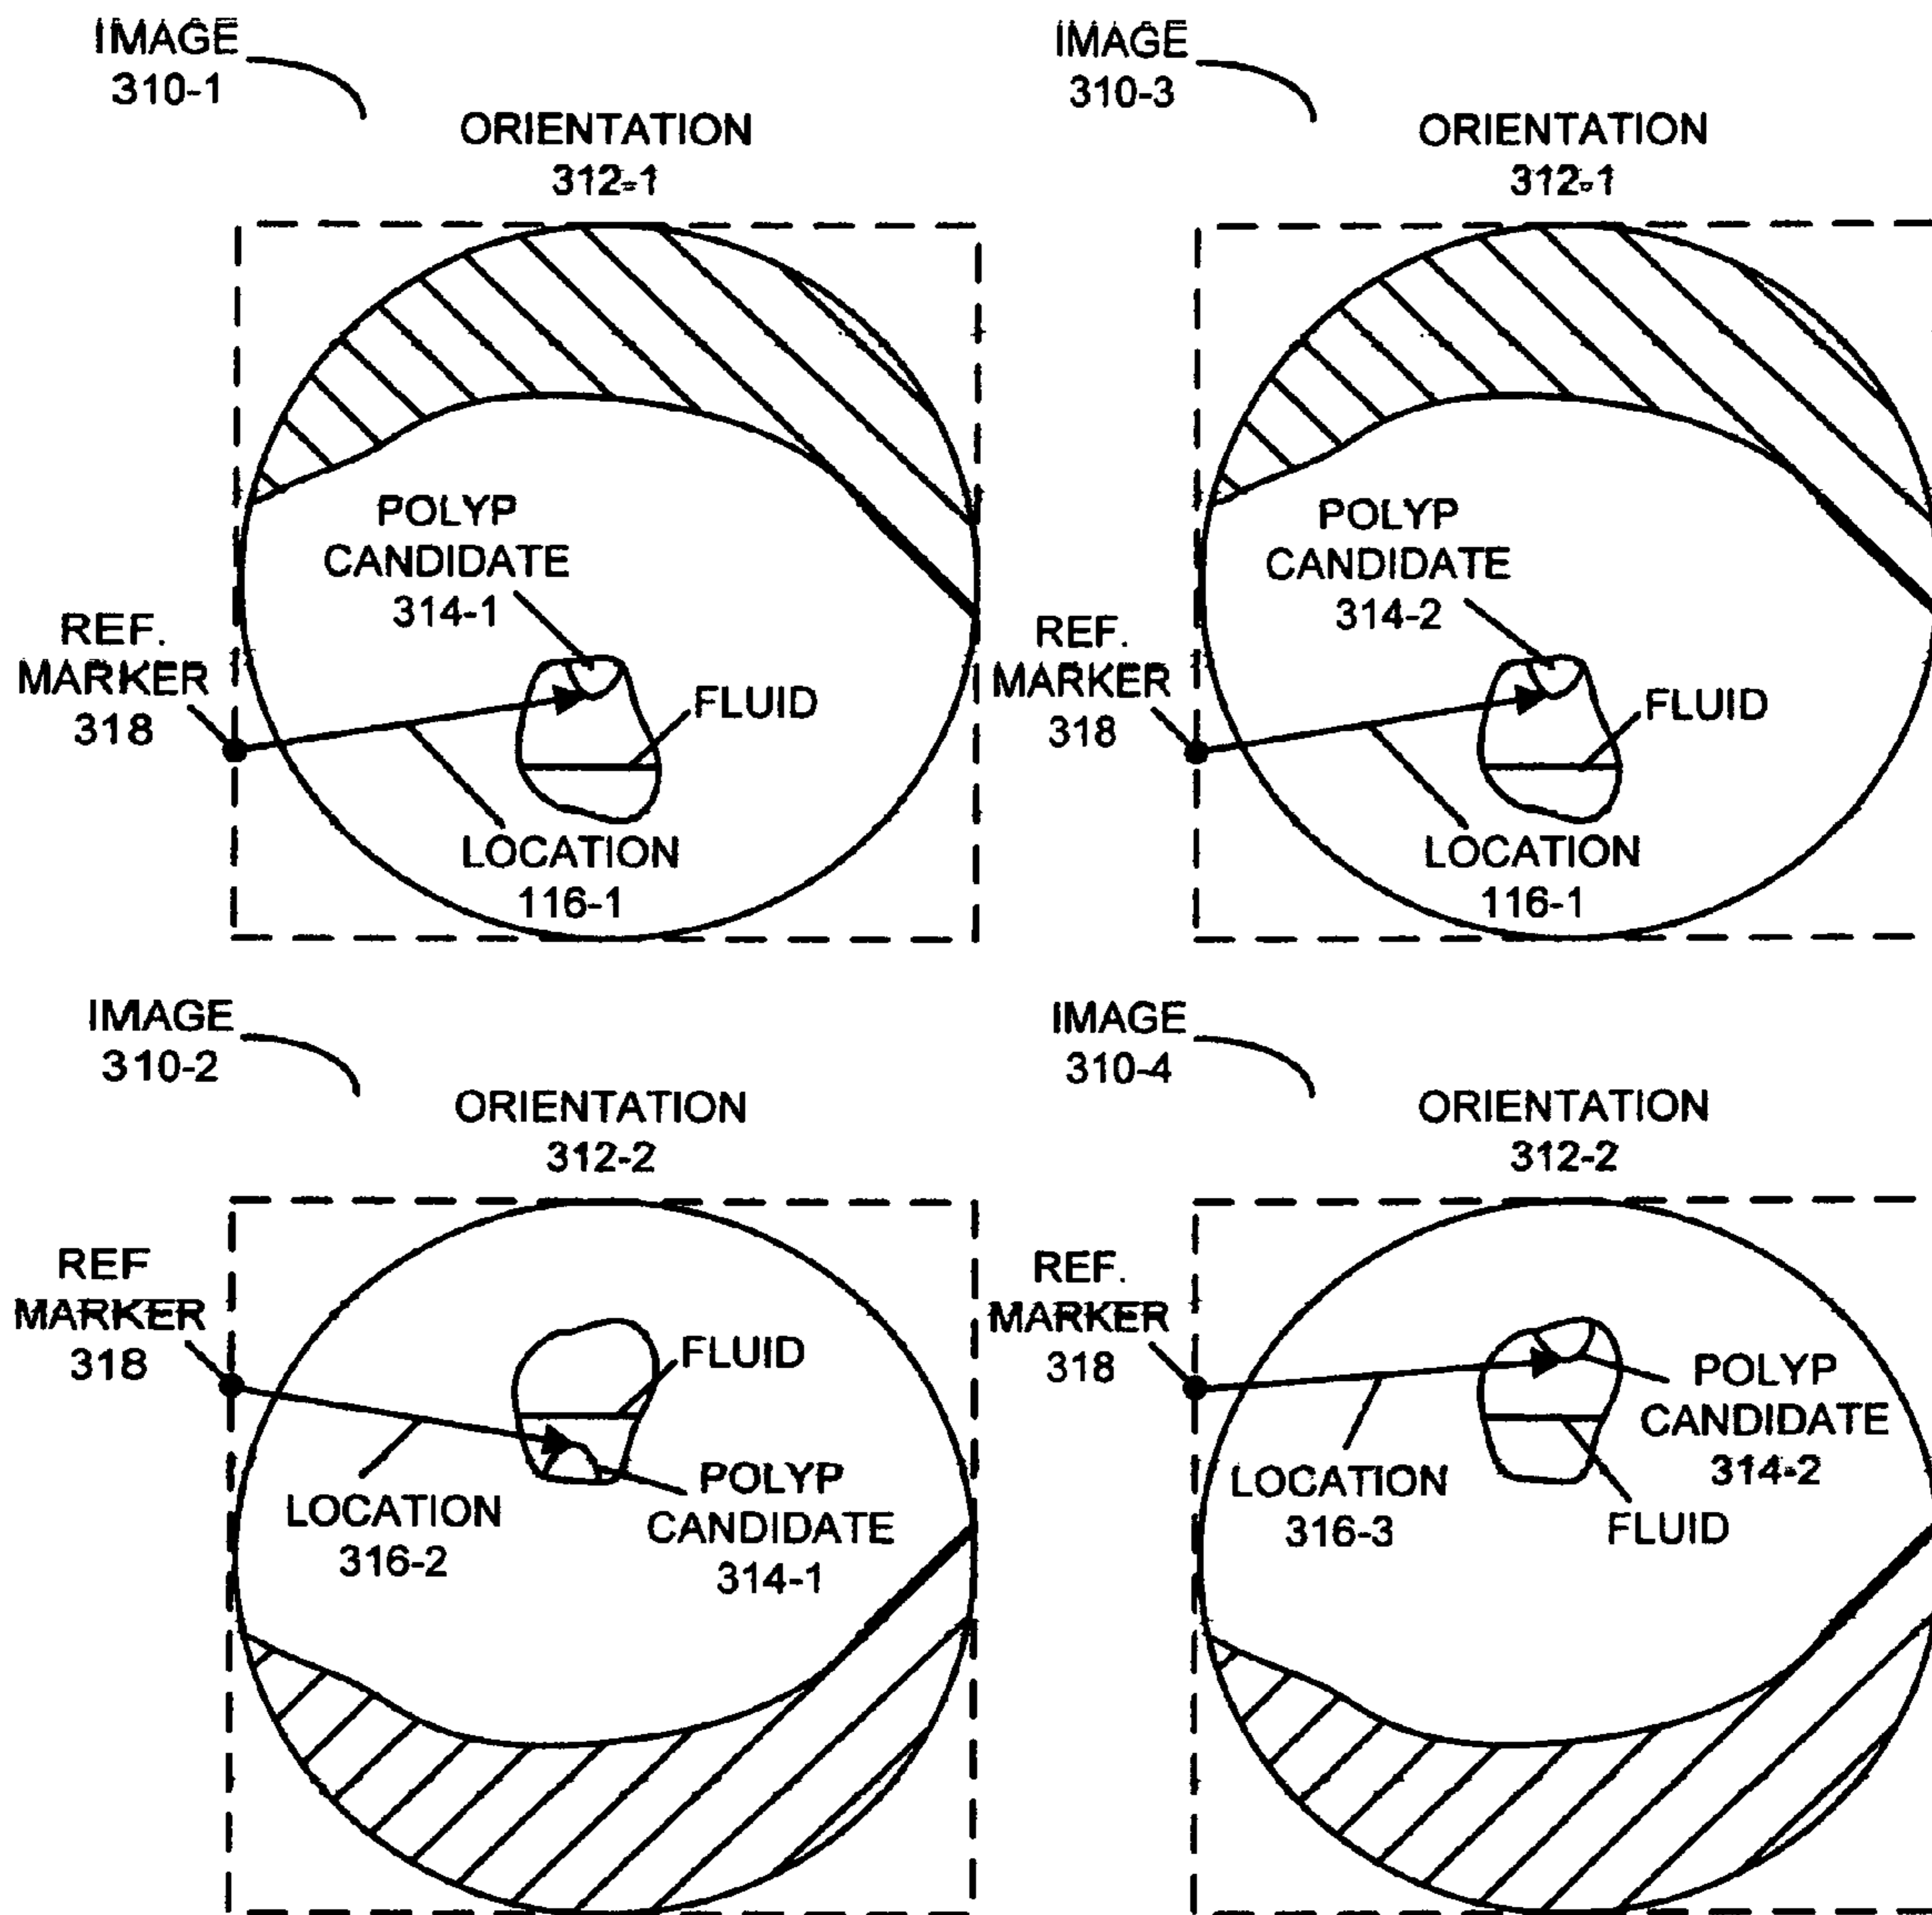 IMAGE
310-1
ORIENTATION
312-1
POLYP
CANDIDATE
314-1
REF.
MARKER
318
FLUID
LOCATION
116-1
IMAGE
310-3
ORIENTATION
312-1
POLYP
CANDIDATE
314-2
REF.
MARKER
318
FLUID
LOCATION
116-1
IMAGE
310-2
ORIENTATION
312-2
REF
MARKER
318
FLUID
LOCATION
316-2
POLYP
CANDIDATE
314-1
IMAGE
310-4
ORIENTATION
312-2
REF.
MARKER
318
POLYP
CANDIDATE
314-2
LOCATION
316-3
FLUID